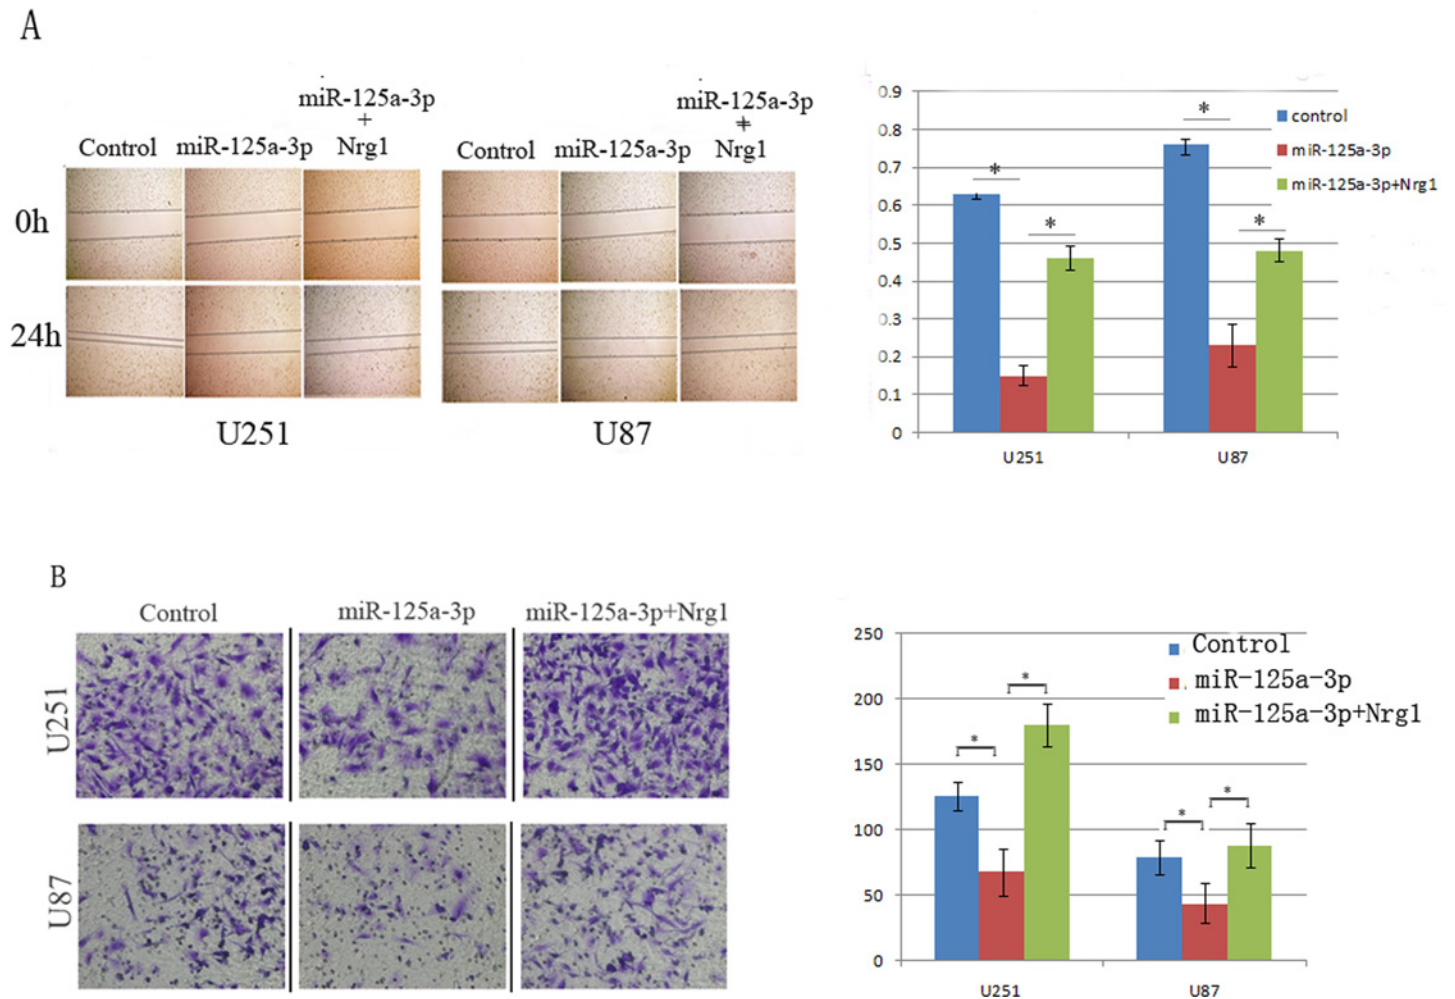 A
miR-125a-3p
+
Control miR-125a-3p Nrg1
miR-125a-3p
+
Control miR-125a-3p Nrg1
0h
24h
U251
U87
0.9
0.8
0.7
0.6
0.5
0.4
0.3
0.2
0.1
0
* * * *
control
miR-125a-3p
miR-125a-3p+Nrg1
U251 U87
B
Control miR-125a-3p miR-125a-3p+Nrg1
U251
U87
250
200
150
100
50
0
* * * *
Control
miR-125a-3p
miR-125a-3p+Nrg1
U251 U87